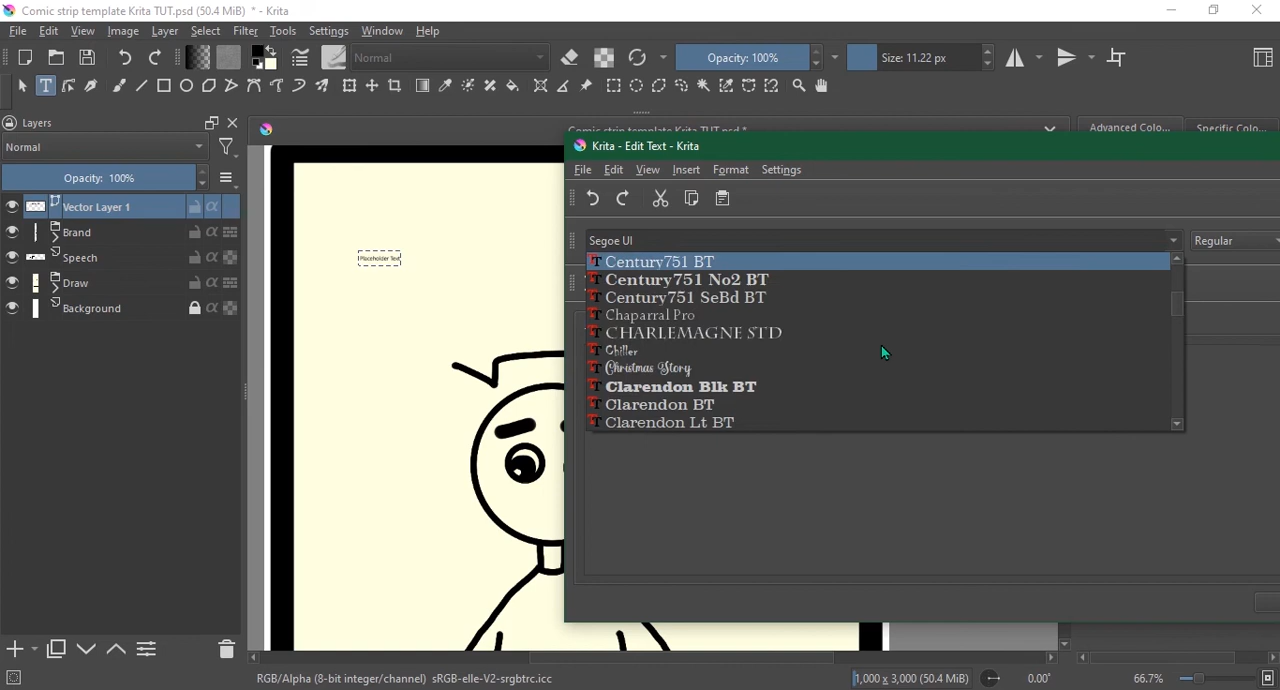 Comic strip template Krita TUT.psd (50.4 MiB) * - Krita
File Edit View Image Layer Select Filter Tools Settings Window Help
Normal
Opacity: 100%
Size: 11.22 px
Layers
Comic strip template Krita TUT.psd *
Advanced Colo...
Specific Colo...
Normal
Krita - Edit Text - Krita
File Edit View Insert Format Settings
Opacity: 100%
Vector Layer 1
Brand
Speech
Draw
Background
Placeholder Text
Segoe UI
Regular
Century751 BT
Century751 No2 BT
Century751 SeBd BT
Chaparral Pro
CHARLEMAGNE STD
Chiller
Christmas Story
Clarendon Blk BT
Clarendon BT
Clarendon Lt BT
RGB/Alpha (8-bit integer/channel) sRGB-elle-V2-srgbtrc.icc
1,000 x 3,000 (50.4 MiB)
0.00°
66.7%